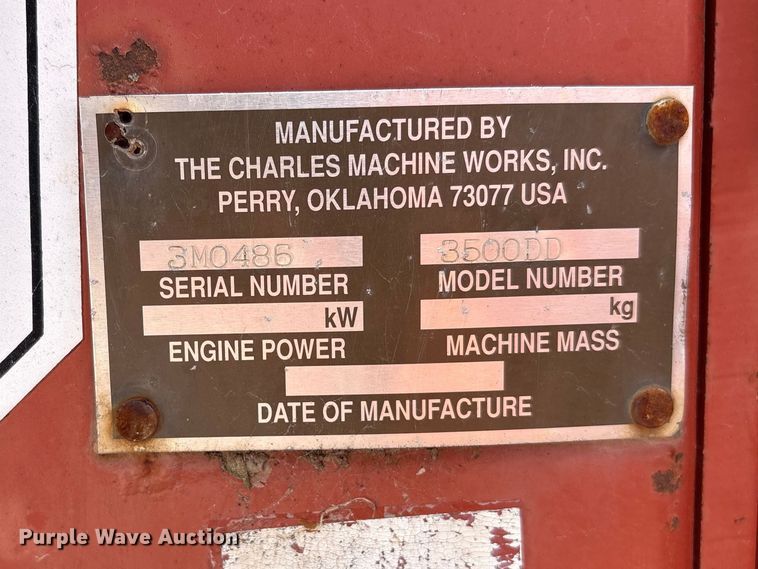 MANUFACTURED BY
THE CHARLES MACHINE WORKS, INC.
PERRY, OKLAHOMA 73077 USA
3M0486 3500DD
SERIAL NUMBER MODEL NUMBER
kW kg
ENGINE POWER MACHINE MASS
DATE OF MANUFACTURE
Purple Wave Auction